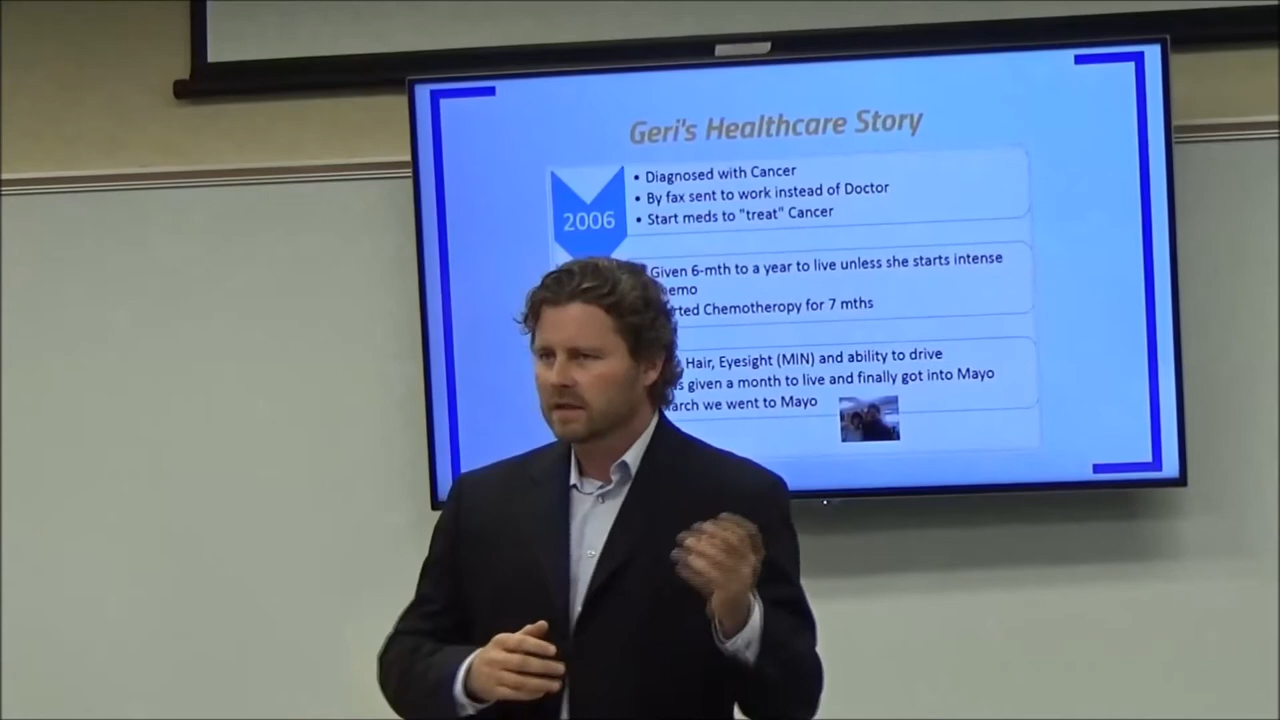 Geri's Healthcare Story
2006
• Diagnosed with Cancer
• By fax sent to work instead of Doctor
• Start meds to "treat" Cancer
Given 6-mth to a year to live unless she starts intense
emo
rted Chemotheropy for 7 mths
Hair, Eyesight (MIN) and ability to drive
s given a month to live and finally got into Mayo
arch we went to Mayo